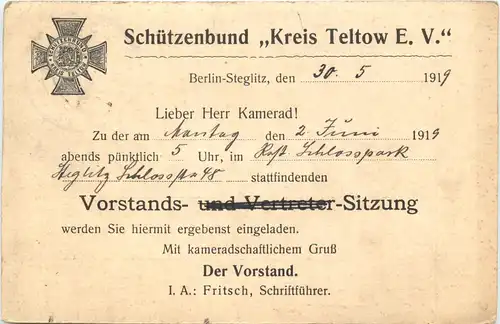 Schützenbund „Kreis Teltow E. V.“
Berlin-Steglitz, den 30. 5 1919
Lieber Herr Kamerad!
Zu der am Montag den 2 Juni 1919
abends pünktlich 5 Uhr, im Rest. Schlosspark
Steglitz Schlossstr 48 stattfindenden
Vorstands- und Vertreter-Sitzung
werden Sie hiermit ergebenst eingeladen.
Mit kameradschaftlichem Gruß
Der Vorstand.
I. A.: Fritsch, Schriftführer.